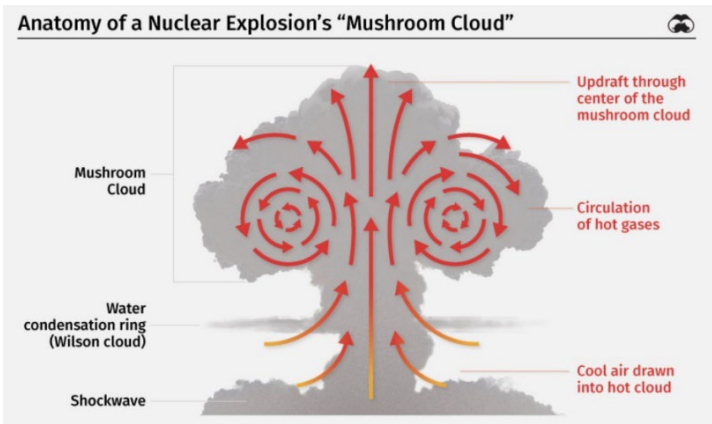 Anatomy of a Nuclear Explosion's “Mushroom Cloud”
Updraft through
center of the
mushroom cloud
Mushroom
Cloud
Circulation
of hot gases
Water
condensation ring
(Wilson cloud)
Cool air drawn
into hot cloud
Shockwave